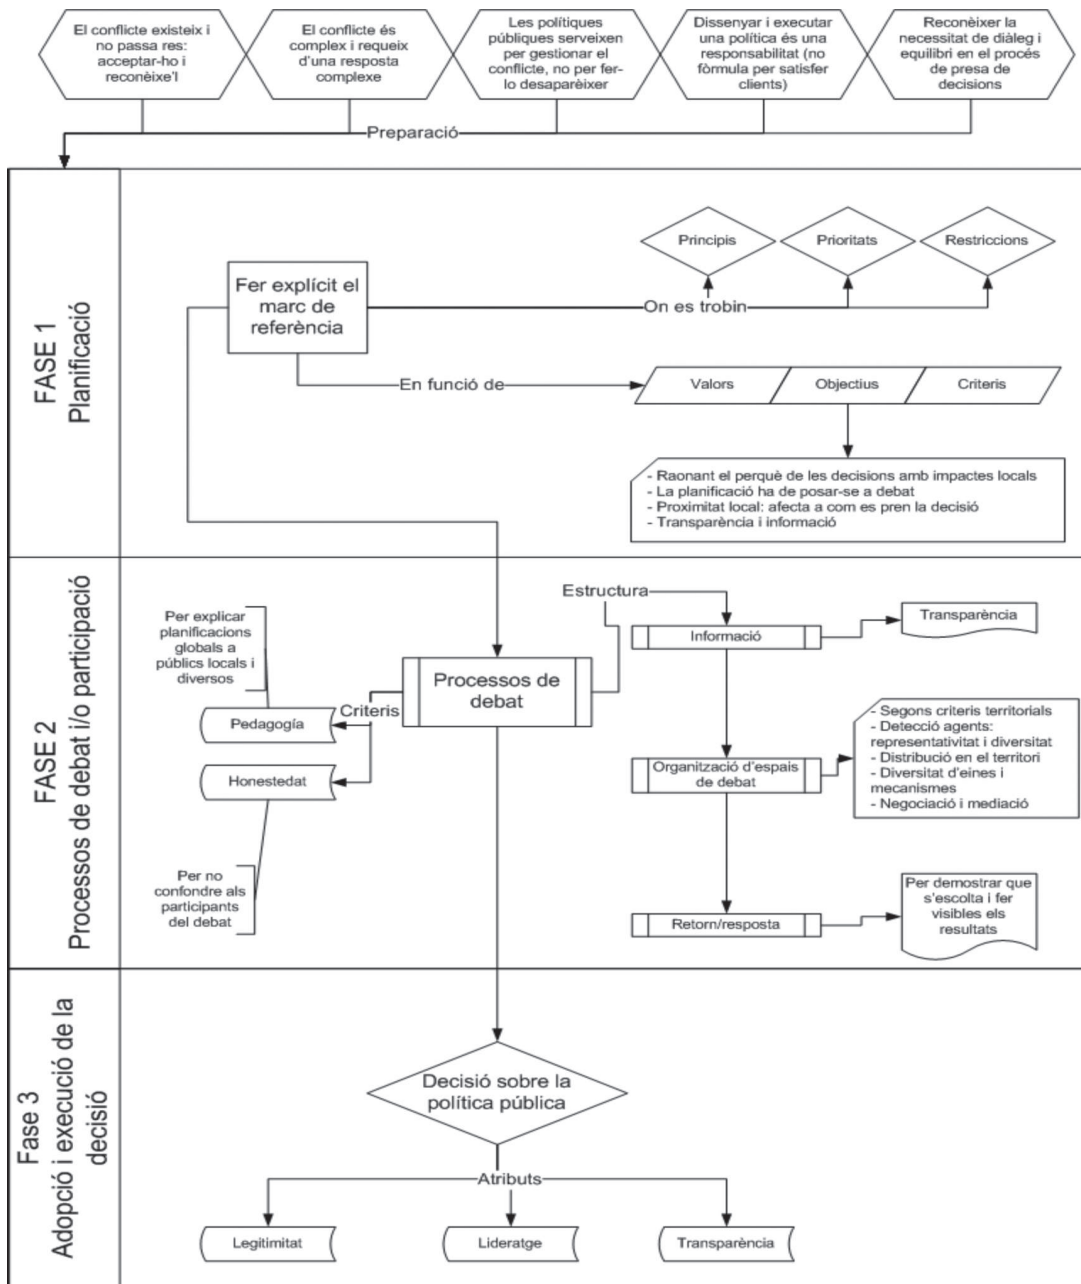 El conflicte existeix i
no passa res:
acceptar-ho i
reconèixe'l
El conflicte és
complex i requeix
d'una resposta
complexe
Les polítiques
públiques serveixen
per gestionar el
conflicte, no per fer-
lo desaparèixer
Dissenyar i executar
una política és una
responsabilitat (no
fòrmula per satisfer
clients)
Reconèixer la
necessitat de diàleg i
equilibri en el procés
de presa de
decisions
Preparació
FASE 1
Planificació
Principis
Prioritats
Restriccions
Fer explícit el
marc de
referència
On es trobin
En funció de
Valors
Objectius
Criteris
- Raonant el perquè de les decisions amb impactes locals
- La planificació ha de posar-se a debat
- Proximitat local: afecta a com es pren la decisió
- Transparència i informació
FASE 2
Processos de debat i/o participació
Per explicar
planificacions
globals a
públics locals i
diversos
Estructura
Informació
Transparència
Processos de
debat
Criteris
Pedagogía
Honestedat
Organització d'espais
de debat
- Segons criteris territorials
- Detecció agents:
representativitat i diversitat
- Distribució en el territori
- Diversitat d'eines i
mecanismes
- Negociació i mediació
Per no
confondre als
participants
del debat
Retorn/resposta
Per demostrar que
s'escolta i fer
visibles els
resultats
Fase 3
Adopció i execució de la
decisió
Decisió sobre la
política pública
Atributs
Legitimitat
Lideratge
Transparència